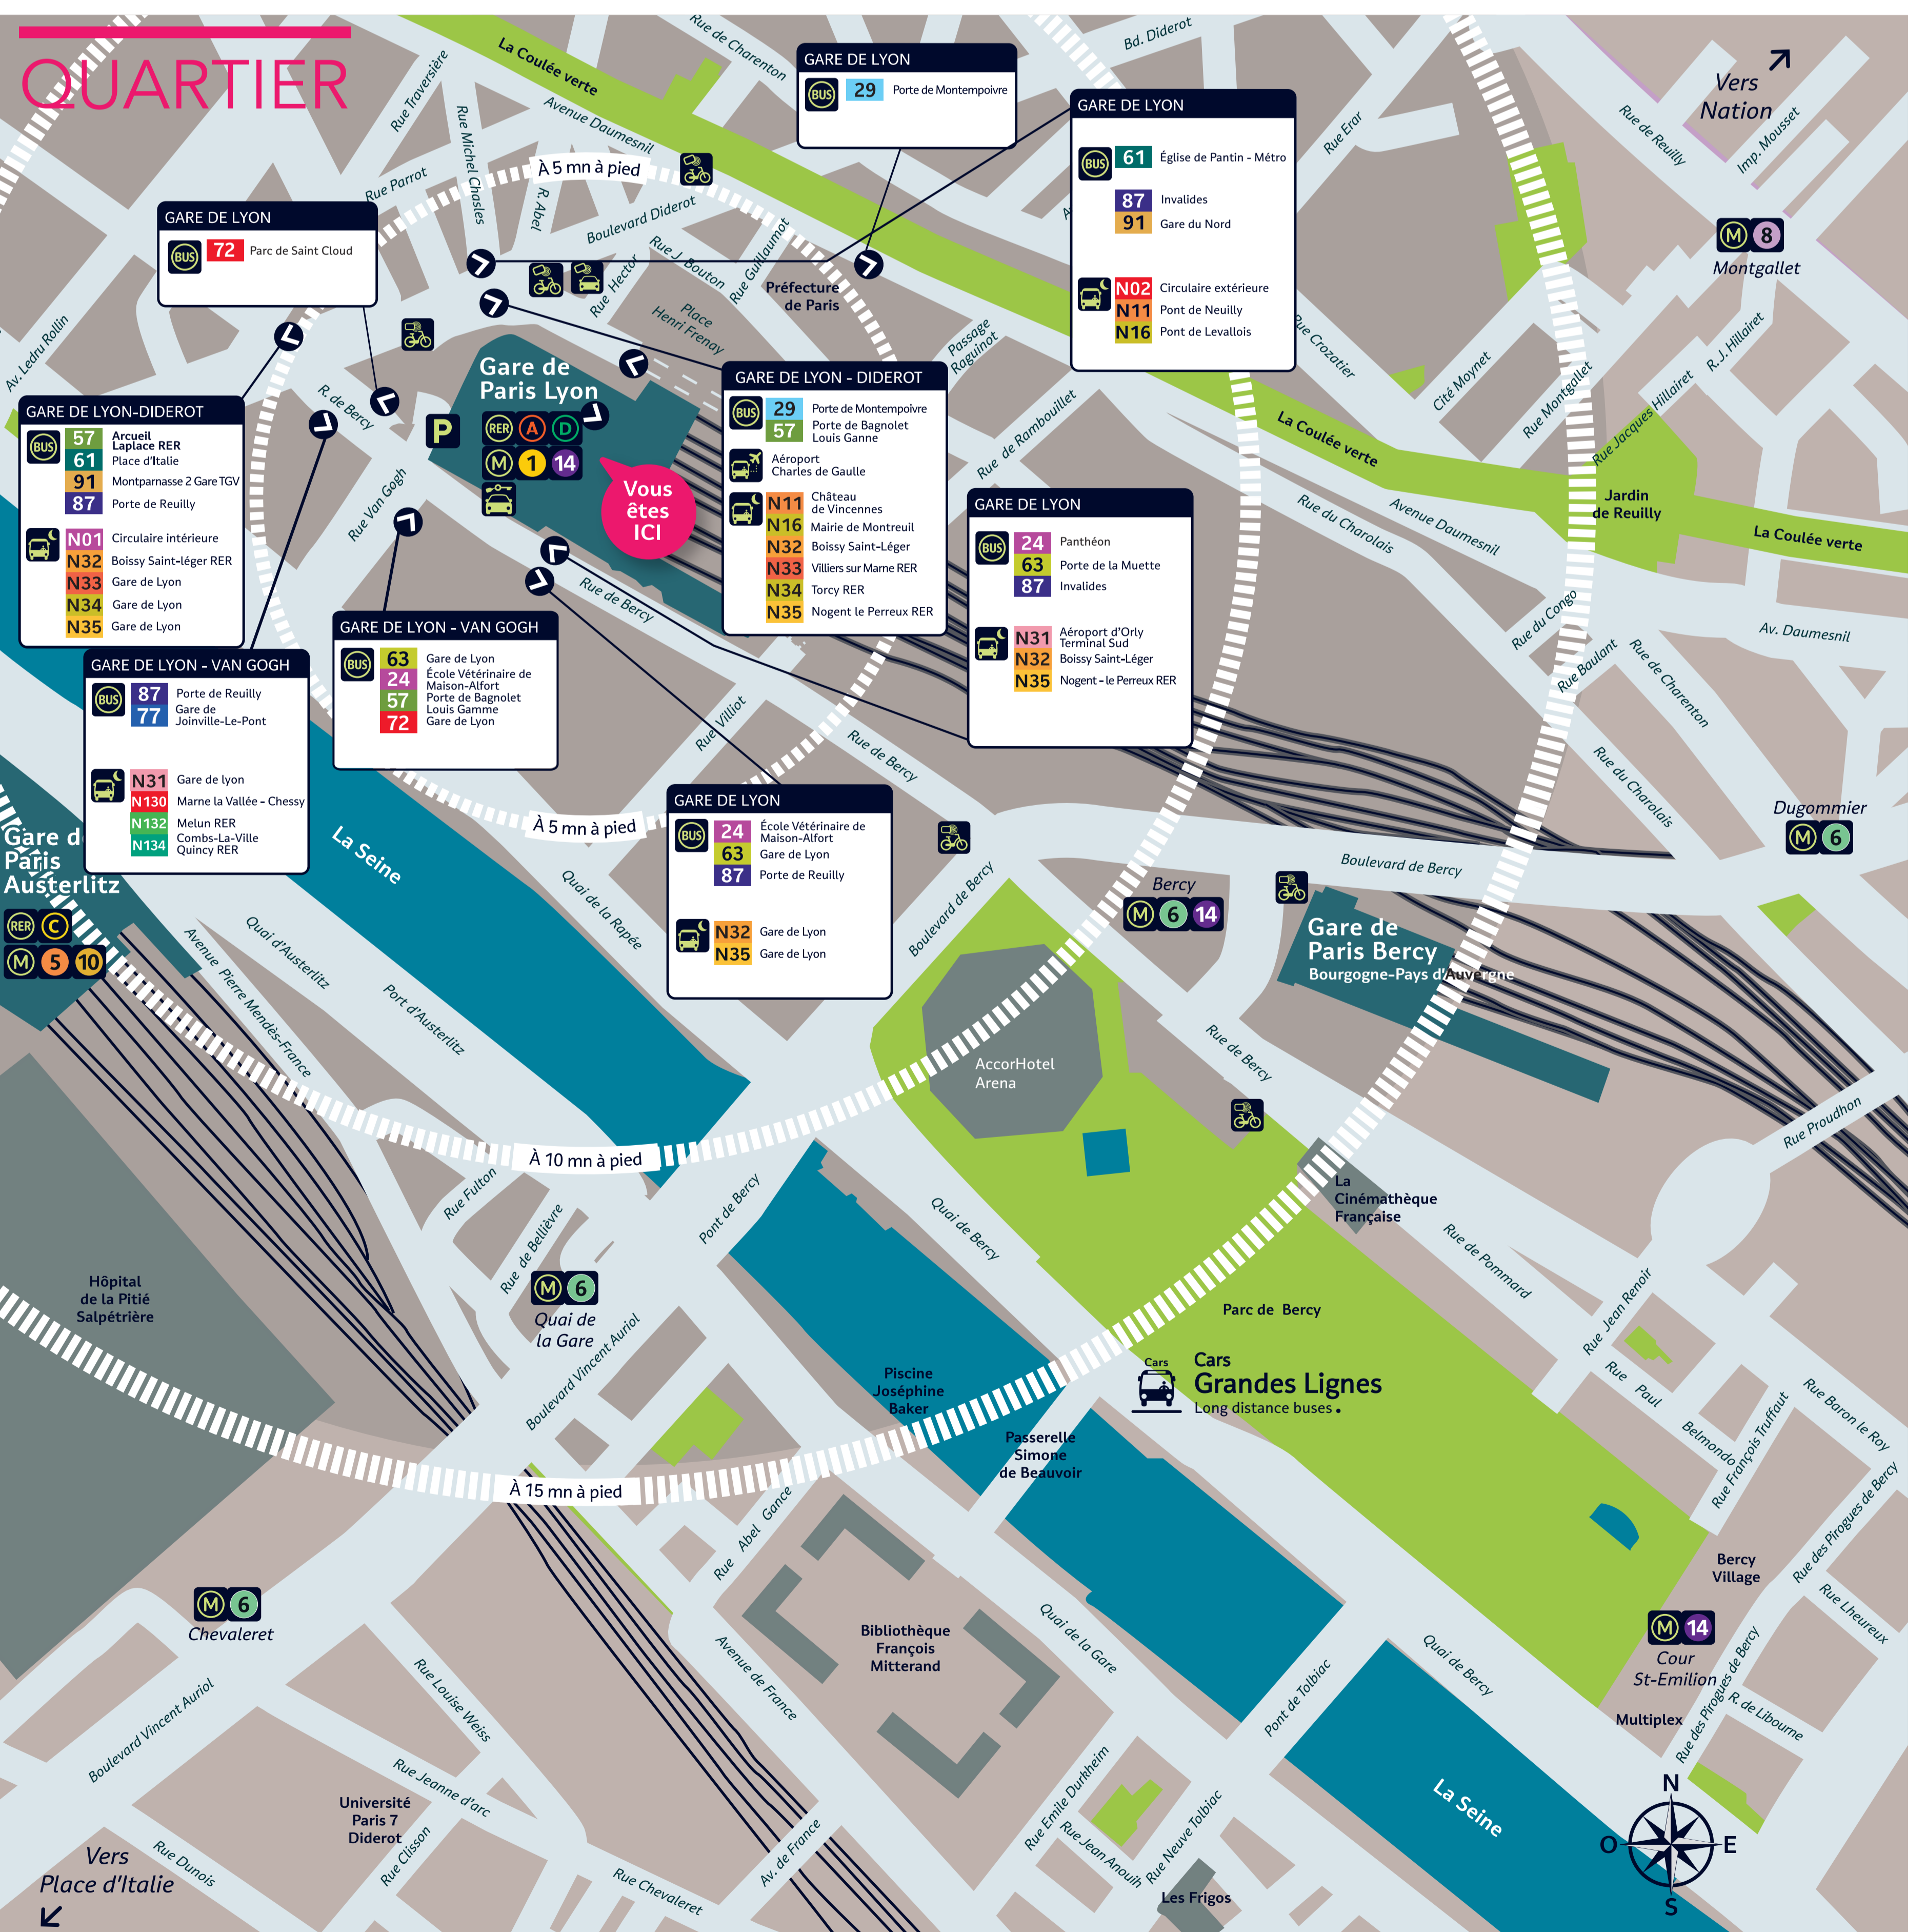 QUARTIER
La Coulée verte
Rue de Charenton
Bd. Diderot
Rue Traversière
Rue Michel Chasles
Avenue Daumesnil
À 5 mn à pied
R. Abel
Rue Parrot
Boulevard Diderot
Rue Hector
Rue J. Bouton
Rue Guillaumot
Place
Henri Frenay
Préfecture
de Paris
Passage
Raguinot
Rue de Rambouillet
Rue Erar
Vers
Nation
Rue de Reuilly
Imp. Mousset
M 8
Montgallet
GARE DE LYON
BUS
29 Porte de Montempoivre
GARE DE LYON
BUS
61 Église de Pantin - Métro
87 Invalides
91 Gare du Nord
N02 Circulaire extérieure
N11 Pont de Neuilly
N16 Pont de Levallois
GARE DE LYON
BUS
72 Parc de Saint Cloud
Av. Ledru Rollin
R. de Bercy
Rue Van Gogh
P
Gare de
Paris Lyon
RER A D
M 1 14
Vous
êtes
ICI
GARE DE LYON-DIDEROT
BUS
57 Arcueil
Laplace RER
61 Place d'Italie
91 Montparnasse 2 Gare TGV
87 Porte de Reuilly
N01 Circulaire intérieure
N32 Boissy Saint-léger RER
N33 Gare de Lyon
N34 Gare de Lyon
N35 Gare de Lyon
GARE DE LYON - DIDEROT
BUS
29 Porte de Montempoivre
57 Porte de Bagnolet
Louis Ganne
Aéroport
Charles de Gaulle
N11 Château
de Vincennes
N16 Mairie de Montreuil
N32 Boissy Saint-Léger
N33 Villiers sur Marne RER
N34 Torcy RER
N35 Nogent le Perreux RER
GARE DE LYON
BUS
24 Panthéon
63 Porte de la Muette
87 Invalides
N31 Aéroport d'Orly
Terminal Sud
N32 Boissy Saint-Léger
N35 Nogent - le Perreux RER
GARE DE LYON - VAN GOGH
BUS
87 Porte de Reuilly
77 Gare de
Joinville-Le-Pont
N31 Gare de lyon
N130 Marne la Vallée - Chessy
N132 Melun RER
N134 Combs-La-Ville
Quincy RER
GARE DE LYON - VAN GOGH
BUS
63 Gare de Lyon
24 École Vétérinaire de
Maison-Alfort
57 Porte de Bagnolet
Louis Gamme
72 Gare de Lyon
GARE DE LYON
BUS
24 École Vétérinaire de
Maison-Alfort
63 Gare de Lyon
87 Porte de Reuilly
N32 Gare de Lyon
N35 Gare de Lyon
Rue de Bercy
Rue Villiot
Rue de Bercy
À 5 mn à pied
Rue Crozatier
Cité Moynet
Rue Montgallet
Rue Jacques Hillairet
R. J. Hillairet
La Coulée verte
Jardin
de Reuilly
La Coulée verte
Rue du Charolais
Avenue Daumesnil
Rue du Congo
Rue Baulant
Rue de Charenton
Av. Daumesnil
Rue du Charolais
Dugommier
M 6
Boulevard de Bercy
Bercy
M 6 14
Gare de
Paris Bercy
Bourgogne-Pays d'Auvergne
Boulevard de Bercy
Quai de la Rapée
La Seine
Paris
Austerlitz
RER C
M 5 10
Quai d'Austerlitz
Avenue Pierre Mendès-France
Port d'Austerlitz
AccorHotel
Arena
Rue de Bercy
Rue Proudhon
À 10 mn à pied
Rue Fulton
Rue de Bellièvre
Pont de Bercy
Quai de Bercy
La
Cinémathèque
Française
Rue de Pommard
Hôpital
de la Pitié
Salpétrière
M 6
Quai de
la Gare
Boulevard Vincent Auriol
Parc de Bercy
Piscine
Joséphine
Baker
Cars
Cars
Grandes Lignes
Long distance buses
Passerelle
Simone
de Beauvoir
Rue Jean Renoir
Rue Paul
Belmondo
Rue François Truffaut
Rue Baron le Roy
Rue des Pirogues de Bercy
À 15 mn à pied
Rue Abel Gance
Bercy
Village
Rue Lheureux
M 6
Chevaleret
Bibliothèque
François
Mitterand
Quai de la Gare
M 14
Cour
St-Emilion
Quai de Bercy
Rue des Pirogues de Bercy
R. de Libourne
Multiplex
Boulevard Vincent Auriol
Rue Louise Weiss
Avenue de France
Pont de Tolbiac
Rue Jeanne d'arc
Université
Paris 7
Diderot
Rue Clisson
Rue Dunois
Vers
Place d'Italie
Rue Chevaleret
Av. de France
Rue Emile Durkheim
Rue Jean Anouih
Rue Neuve Tolbiac
Les Frigos
La Seine
N
O
E
S